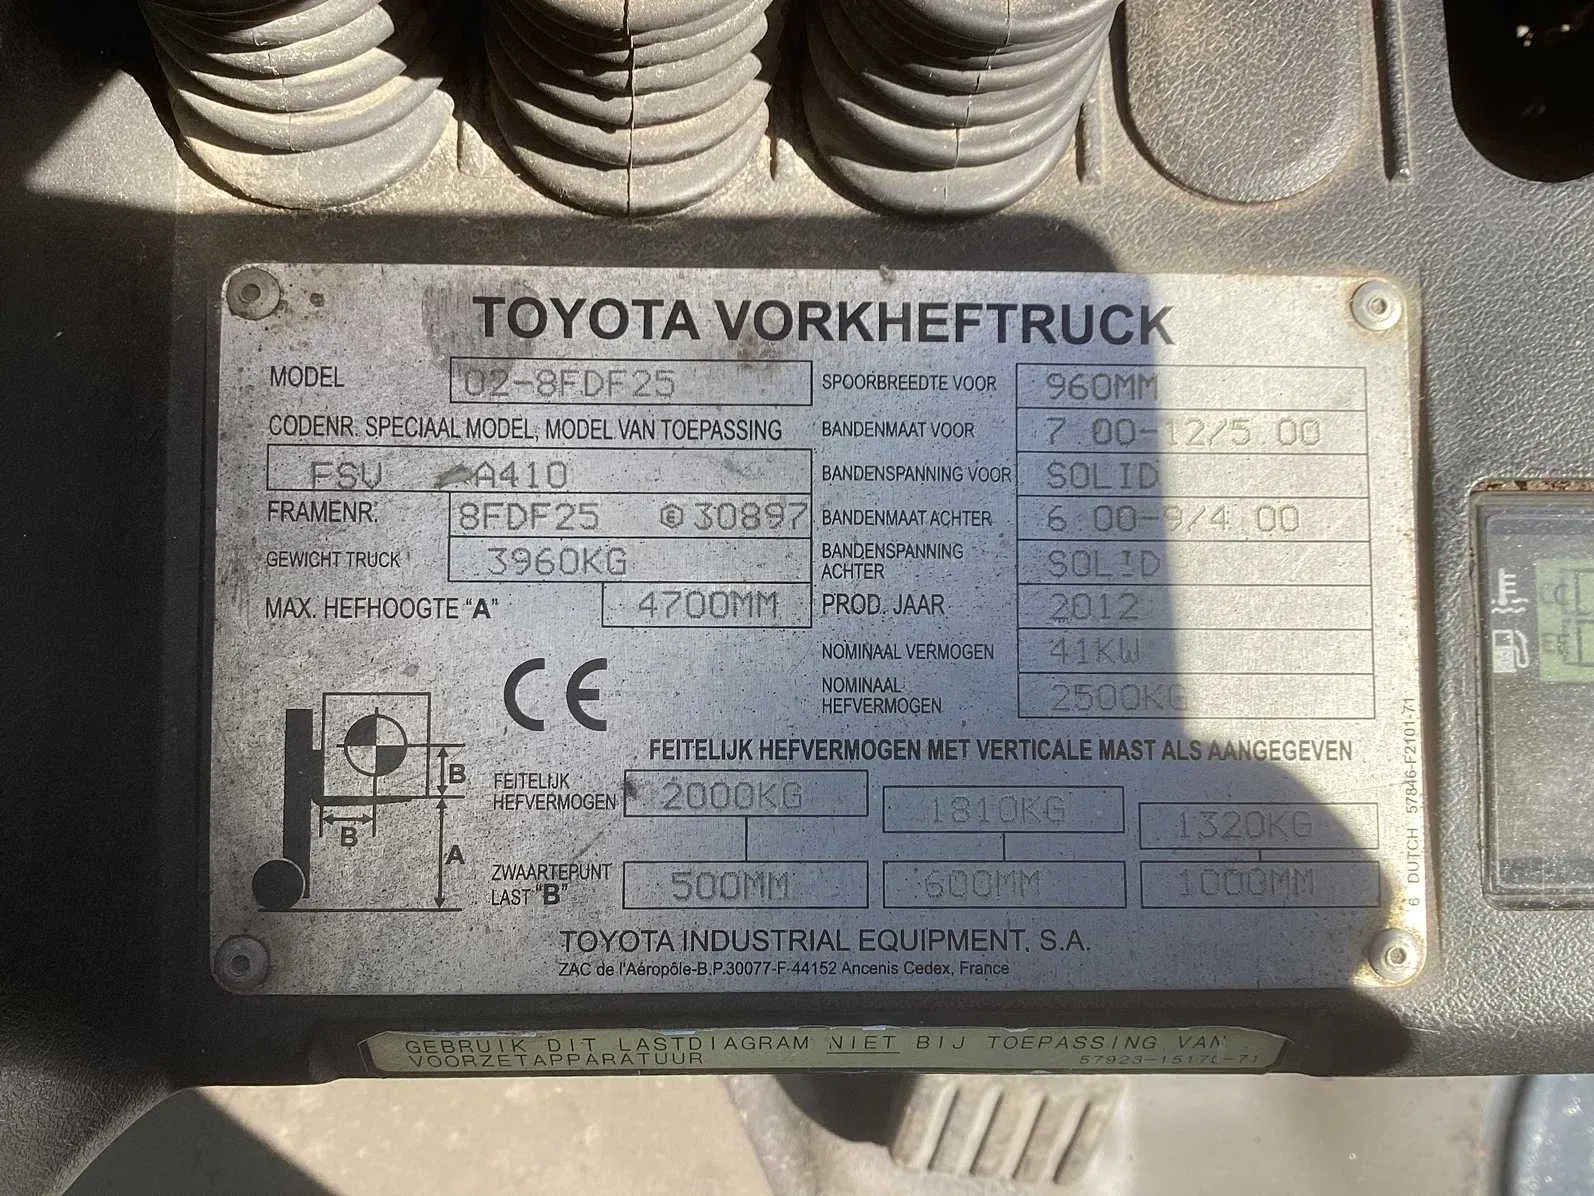 TOYOTA VORKHEFTRUCK
MODEL 02-8FDF25
CODENR. SPECIAAL MODEL, MODEL VAN TOEPASSING
FSV A410
FRAMENR. 8FDF25 Ⓔ30897
GEWICHT TRUCK 3960KG
MAX. HEFHOOGTE "A" 4700MM
SPOORBREEDTE VOOR 960MM
BANDENMAAT VOOR 7.00-12/5.00
BANDENSPANNING VOOR SOLID
BANDENMAAT ACHTER 6.00-9/4.00
BANDENSPANNING ACHTER SOLID
PROD. JAAR 2012
NOMINAAL VERMOGEN 41KW
NOMINAAL HEFVERMOGEN 2500KG
CE
FEITELIJK HEFVERMOGEN MET VERTICALE MAST ALS AANGEGEVEN
FEITELIJK HEFVERMOGEN 2000KG 1810KG 1320KG
ZWAARTEPUNT LAST "B" 500MM 600MM 1000MM
B
B
A
TOYOTA INDUSTRIAL EQUIPMENT, S.A.
ZAC de l'Aéropôle-B.P.30077-F-44152 Ancenis Cedex, France
6 DUTCH 57846-F2101-71
GEBRUIK DIT LASTDIAGRAM NIET BIJ TOEPASSING VAN
VOORZETAPPARATUUR